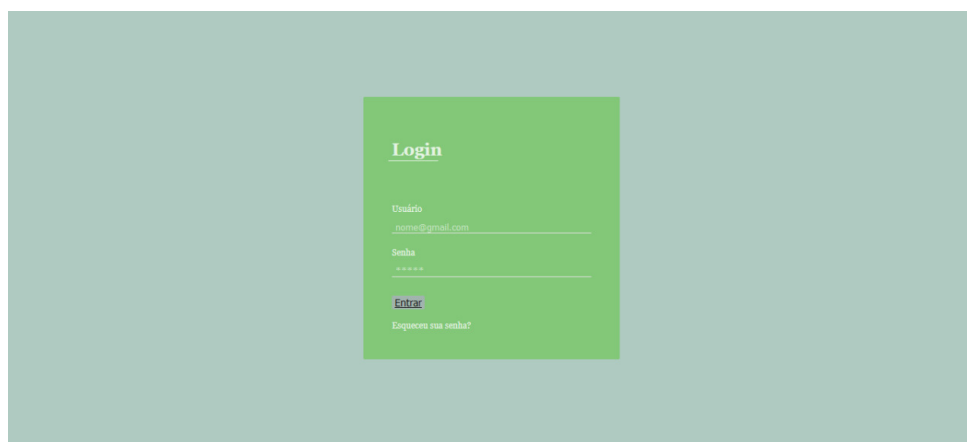 Login
Usuário
nome@gmail.com
Senha
*****
Entrar
Esqueceu sua senha?